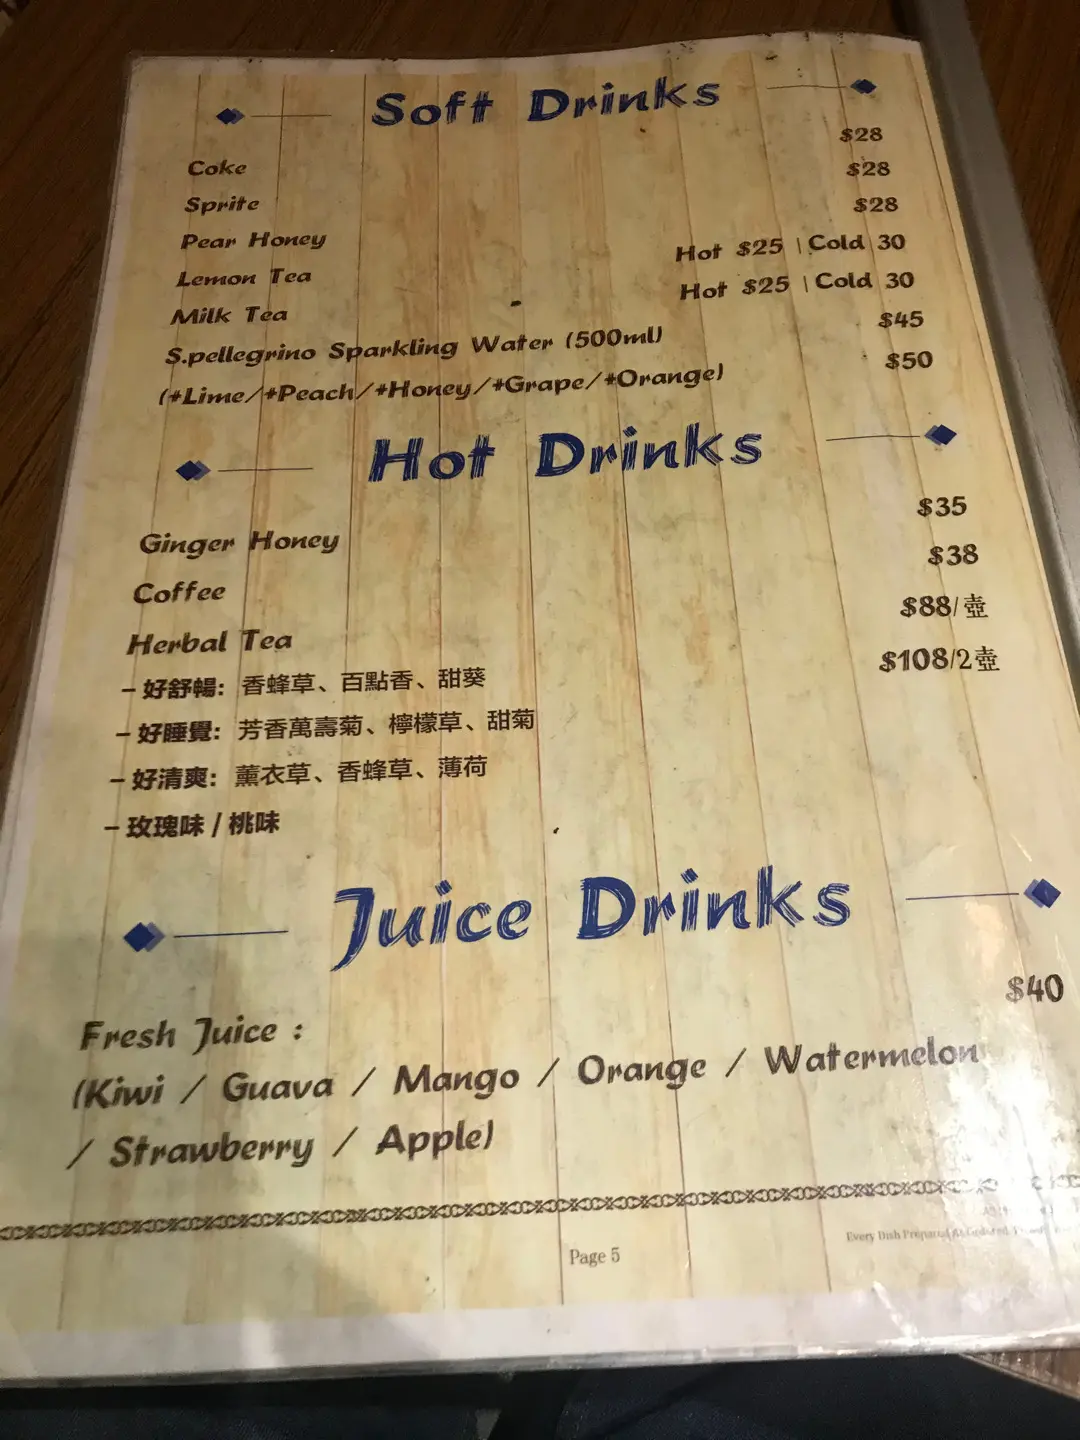 Soft Drinks
Coke $28
Sprite $28
Pear Honey $28
Lemon Tea Hot $25 | Cold 30
Milk Tea Hot $25 | Cold 30
S.pellegrino Sparkling Water (500ml) $45
(+Lime/+Peach/+Honey/+Grape/+Orange) $50
Hot Drinks
Ginger Honey $35
Coffee $38
Herbal Tea $88/壺
$108/2壺
– 好舒暢: 香蜂草、百點香、甜葵
– 好睡覺: 芳香萬壽菊、檸檬草、甜菊
– 好清爽: 薰衣草、香蜂草、薄荷
– 玫瑰味 / 桃味
Juice Drinks
Fresh Juice : $40
(Kiwi / Guava / Mango / Orange / Watermelon
/ Strawberry / Apple)
Page 5
Every Dish Prepared